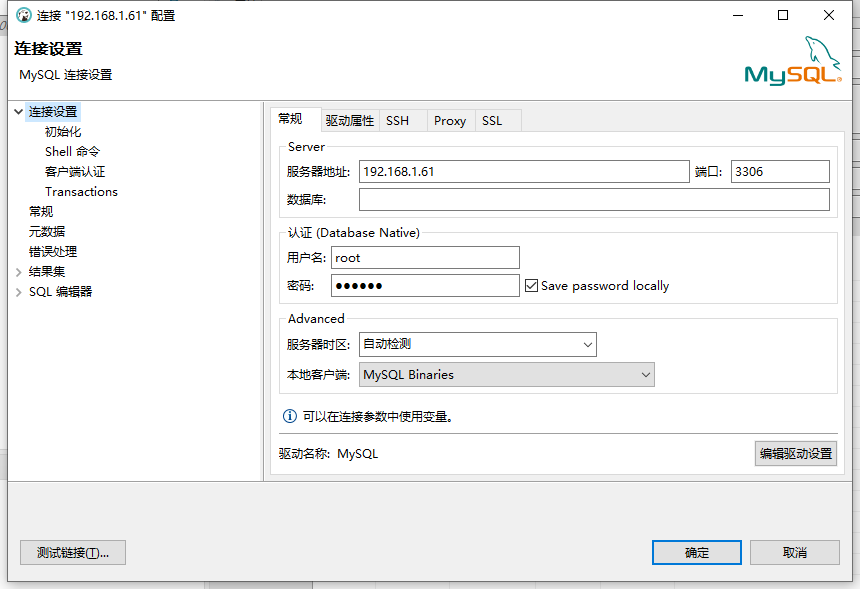 连接 "192.168.1.61" 配置
连接设置
MySQL 连接设置
MySQL
连接设置
初始化
Shell 命令
客户端认证
Transactions
常规
元数据
错误处理
结果集
SQL 编辑器
常规 驱动属性 SSH Proxy SSL
Server
服务器地址: 192.168.1.61 端口: 3306
数据库:
认证 (Database Native)
用户名: root
密码: ●●●●●● Save password locally
Advanced
服务器时区: 自动检测
本地客户端: MySQL Binaries
可以在连接参数中使用变量。
驱动名称: MySQL 编辑驱动设置
测试链接(T)... 确定 取消